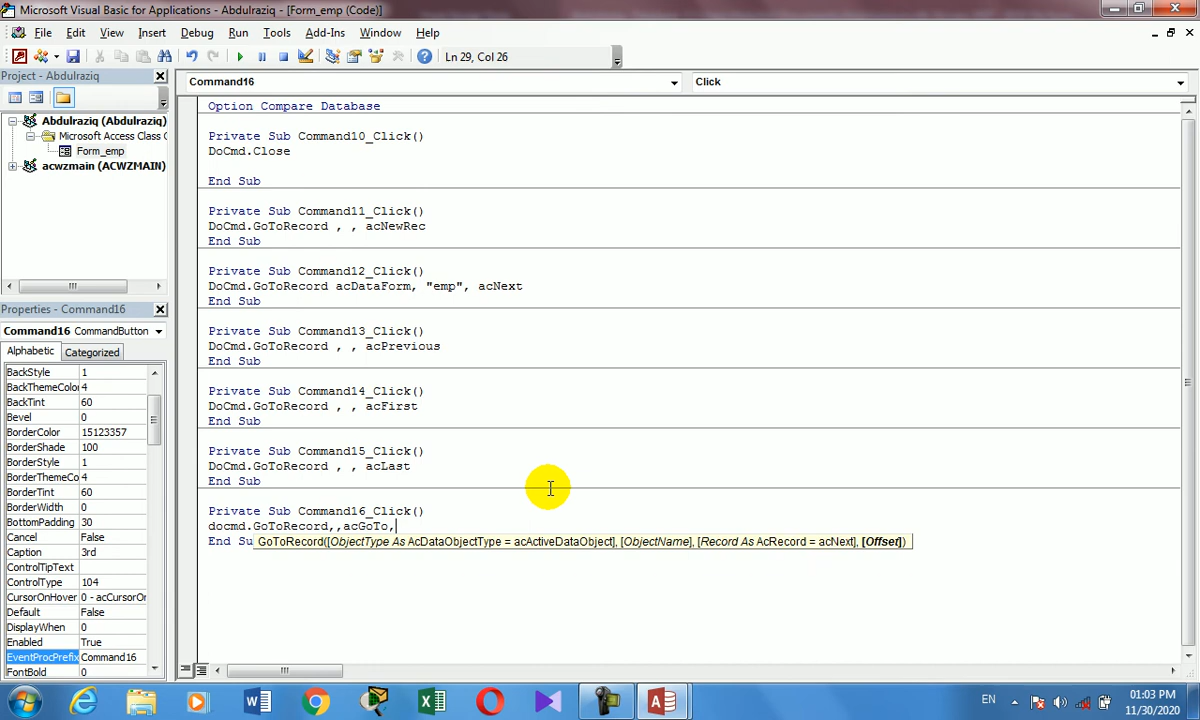 Microsoft Visual Basic for Applications - Abdulraziq - [Form_emp (Code)]
File Edit View Insert Debug Run Tools Add-Ins Window Help
Ln 29, Col 26
Project - Abdulraziq
Command16 Click
Abdulraziq (Abdulraziq)
Microsoft Access Class O
Form_emp
acwzmain (ACWZMAIN)
Option Compare Database
Private Sub Command10_Click()
DoCmd.Close
End Sub
Private Sub Command11_Click()
DoCmd.GoToRecord , , acNewRec
End Sub
Private Sub Command12_Click()
DoCmd.GoToRecord acDataForm, "emp", acNext
End Sub
Private Sub Command13_Click()
DoCmd.GoToRecord , , acPrevious
End Sub
Private Sub Command14_Click()
DoCmd.GoToRecord , , acFirst
End Sub
Private Sub Command15_Click()
DoCmd.GoToRecord , , acLast
End Sub
Private Sub Command16_Click()
docmd.GoToRecord,,acGoTo,
End Su
GoToRecord([ObjectType As AcDataObjectType = acActiveDataObject], [ObjectName], [Record As AcRecord = acNext], [Offset])
Properties - Command16
Command16 CommandButton
Alphabetic Categorized
BackStyle 1
BackThemeColor 4
BackTint 60
Bevel 0
BorderColor 15123357
BorderShade 100
BorderStyle 1
BorderThemeCo 4
BorderTint 60
BorderWidth 0
BottomPadding 30
Cancel False
Caption 3rd
ControlTipText
ControlType 104
CursorOnHover 0 - acCursorOn
Default False
DisplayWhen 0
Enabled True
EventProcPrefix Command16
FontBold 0
EN
01:03 PM
11/30/2020